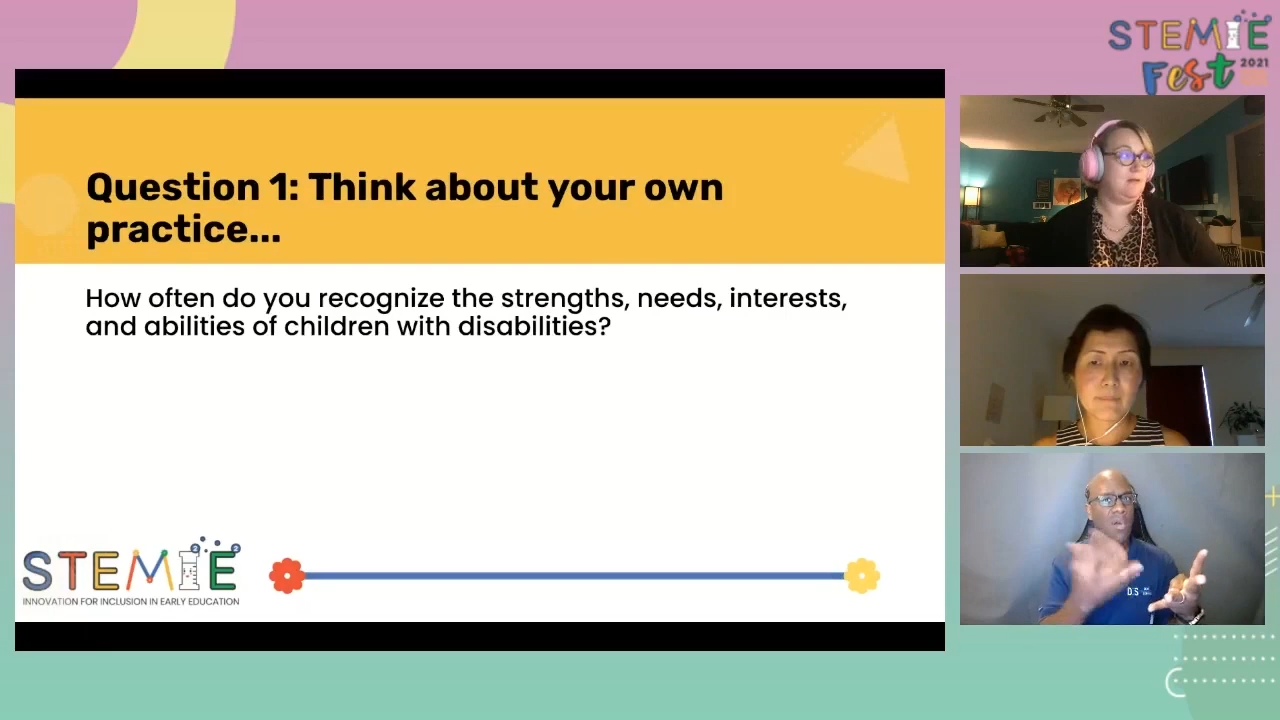 STEMIE
Fest 2021
Question 1: Think about your own
practice...
How often do you recognize the strengths, needs, interests,
and abilities of children with disabilities?
STEMIE
INNOVATION FOR INCLUSION IN EARLY EDUCATION